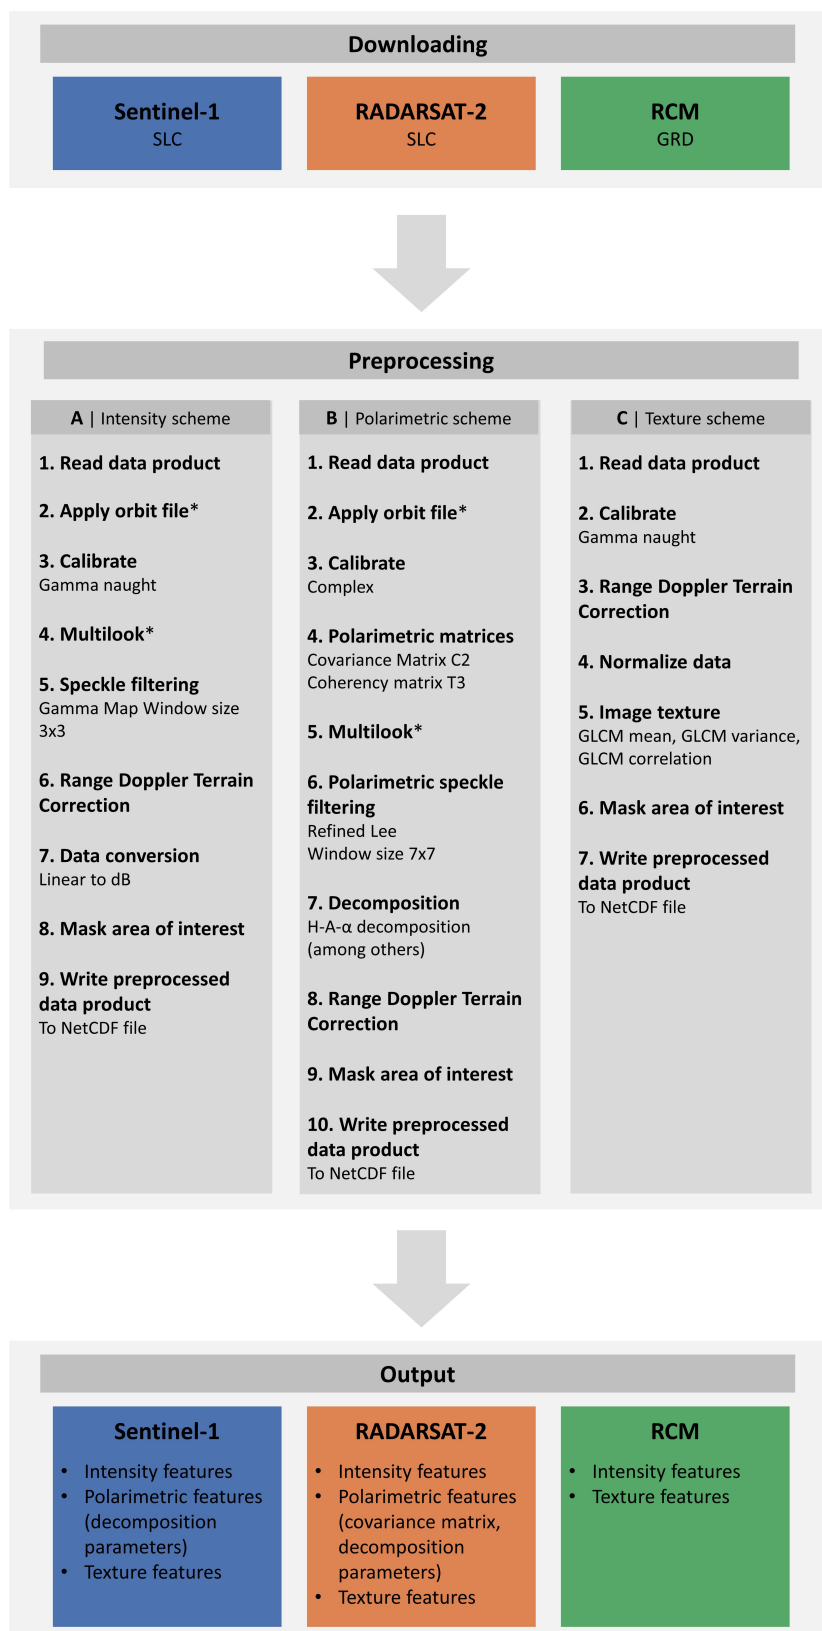 Downloading
Sentinel-1
SLC
RADARSAT-2
SLC
RCM
GRD
Preprocessing
A | Intensity scheme
1. Read data product
2. Apply orbit file*
3. Calibrate
Gamma naught
4. Multilook*
5. Speckle filtering
Gamma Map Window size
3x3
6. Range Doppler Terrain
Correction
7. Data conversion
Linear to dB
8. Mask area of interest
9. Write preprocessed
data product
To NetCDF file
B | Polarimetric scheme
1. Read data product
2. Apply orbit file*
3. Calibrate
Complex
4. Polarimetric matrices
Covariance Matrix C2
Coherency matrix T3
5. Multilook*
6. Polarimetric speckle
filtering
Refined Lee
Window size 7x7
7. Decomposition
H-A-α decomposition
(among others)
8. Range Doppler Terrain
Correction
9. Mask area of interest
10. Write preprocessed
data product
To NetCDF file
C | Texture scheme
1. Read data product
2. Calibrate
Gamma naught
3. Range Doppler Terrain
Correction
4. Normalize data
5. Image texture
GLCM mean, GLCM variance,
GLCM correlation
6. Mask area of interest
7. Write preprocessed
data product
To NetCDF file
Output
Sentinel-1
• Intensity features
• Polarimetric features
(decomposition
parameters)
• Texture features
RADARSAT-2
• Intensity features
• Polarimetric features
(covariance matrix,
decomposition
parameters)
• Texture features
RCM
• Intensity features
• Texture features